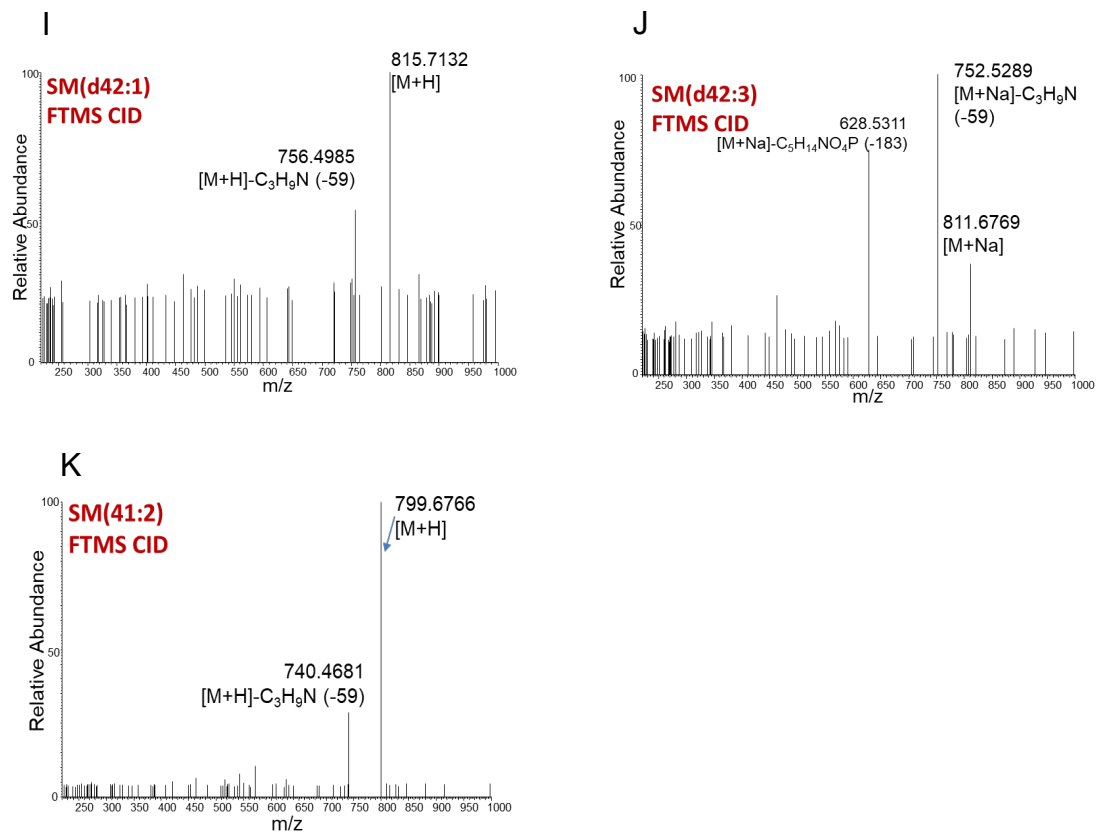 I
SM(d42:1)
FTMS CID
815.7132
[M+H]
756.4985
[M+H]-C₃H₉N (-59)
Relative Abundance
100
50
0
250 300 350 400 450 500 550 600 650 700 750 800 850 900 950 1000
m/z
J
SM(d42:3)
FTMS CID
752.5289
[M+Na]-C₃H₉N
(-59)
628.5311
[M+Na]-C₅H₁₄NO₄P (-183)
811.6769
[M+Na]
Relative Abundance
100
50
0
250 300 350 400 450 500 550 600 650 700 750 800 850 900 950 1000
m/z
K
SM(41:2)
FTMS CID
799.6766
[M+H]
740.4681
[M+H]-C₃H₉N (-59)
Relative Abundance
100
50
0
250 300 350 400 450 500 550 600 650 700 750 800 850 900 950 1000
m/z